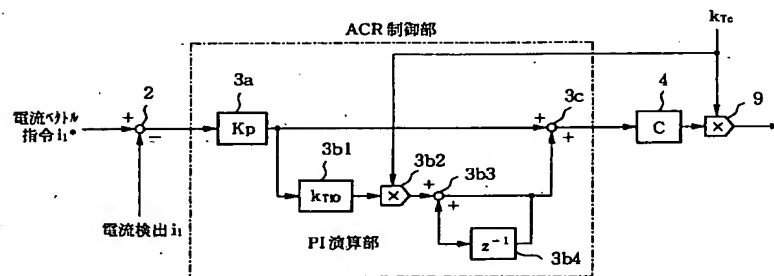 ACR 制御部
kTc
2
3a
3c
4
9
電流ベクトル
指令 i1*
+
−
Kp
+
+
C
×
3b1
3b2
3b3
kTIO
×
+
+
電流検出 i1
PI 演算部
z⁻¹
3b4